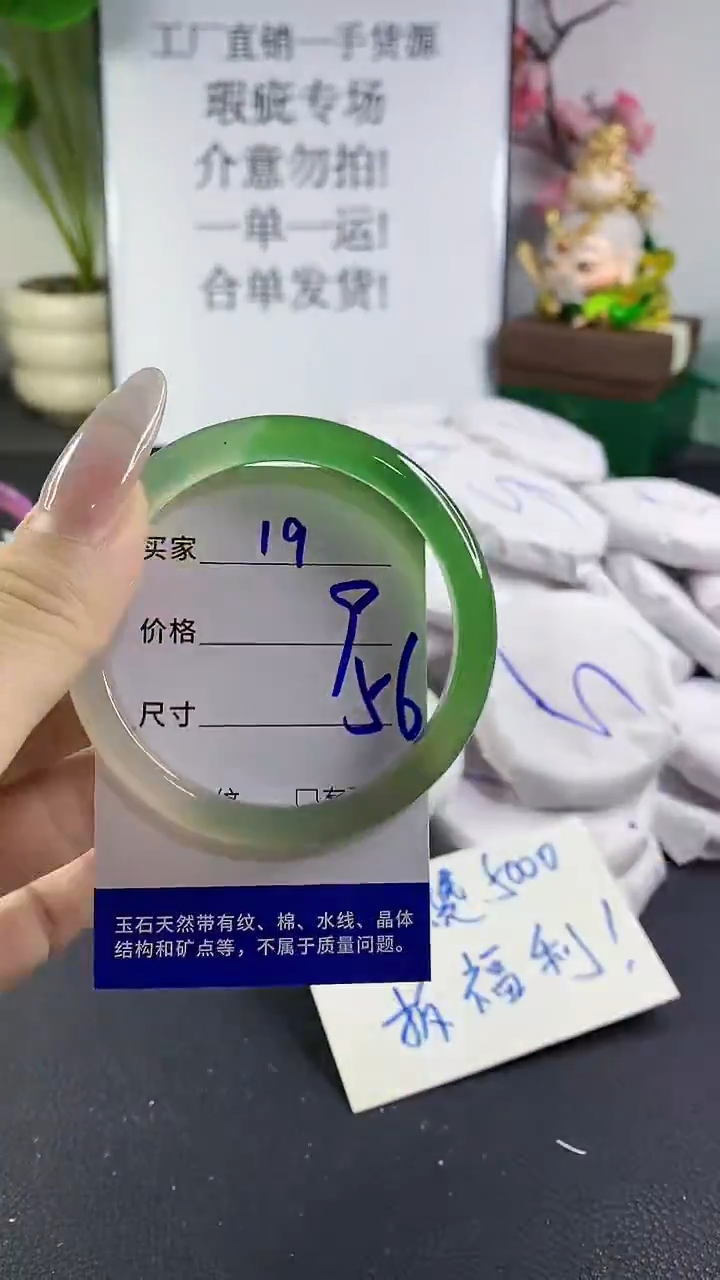 工厂直销一手货源
瑕疵专场
介意勿拍!
一单一运!
合单发货!
买家 19
价格
尺寸 56
玉石天然带有纹、棉、水线、晶体
结构和矿点等，不属于质量问题。
5000
拆福利!